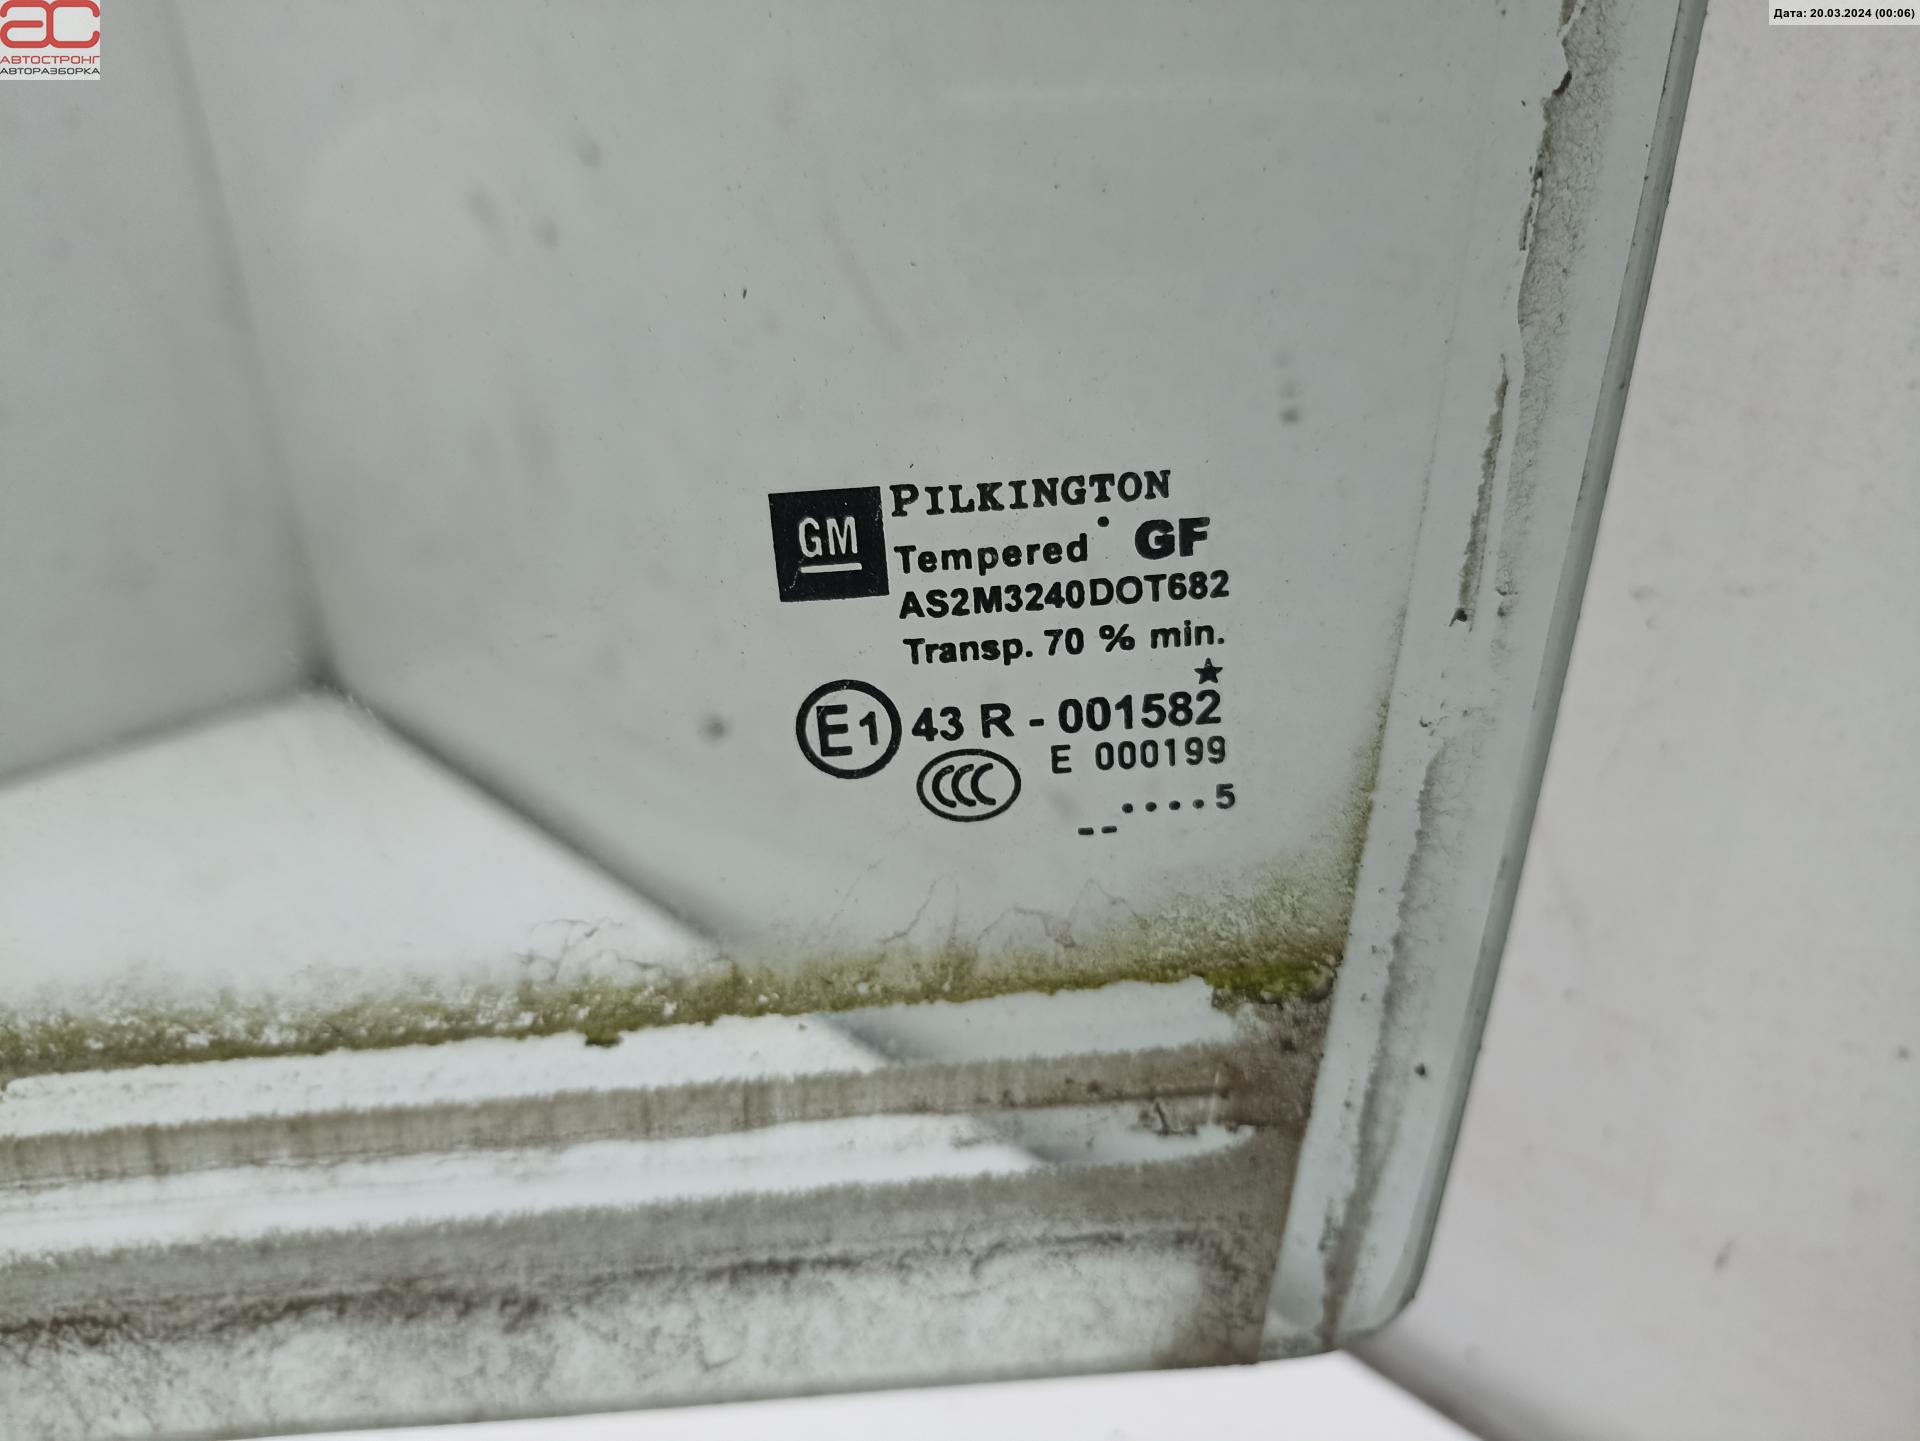 АС
АВТОСТРОНГ
АВТОРАЗБОРКА
Дата: 20.03.2024 (00:06)
GM
PILKINGTON
Tempered GF
AS2M3240DOT682
Transp. 70 % min.
★
E1 43 R - 001582
CCC E 000199
_ _ . . . . 5